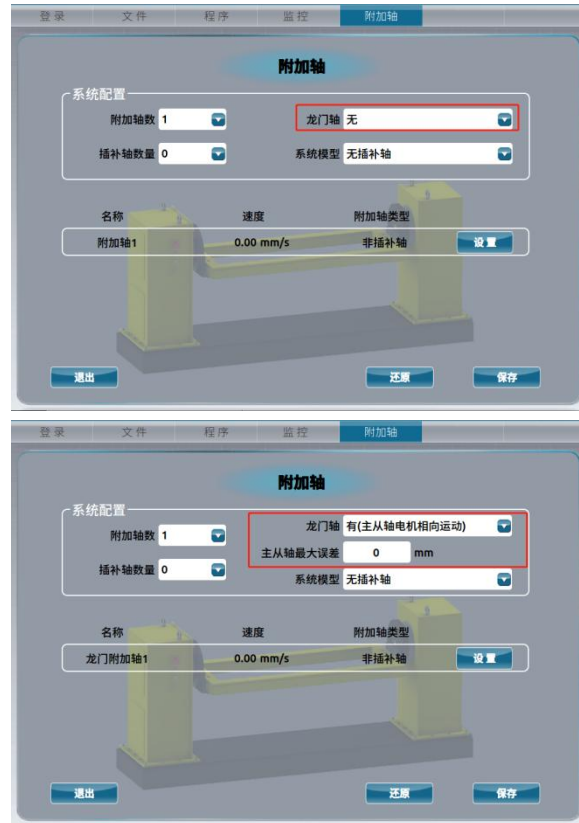 登录 文件 程序 监控 附加轴
附加轴
系统配置
附加轴数 1 龙门轴 无
插补轴数量 0 系统模型 无插补轴
名称 速度 附加轴类型
附加轴1 0.00 mm/s 非插补轴 设置
退出 还原 保存
登录 文件 程序 监控 附加轴
附加轴
系统配置
龙门轴 有(主从轴电机相向运动)
附加轴数 1
主从轴最大误差 0 mm
插补轴数量 0
系统模型 无插补轴
名称 速度 附加轴类型
龙门附加轴1 0.00 mm/s 非插补轴 设置
退出 还原 保存